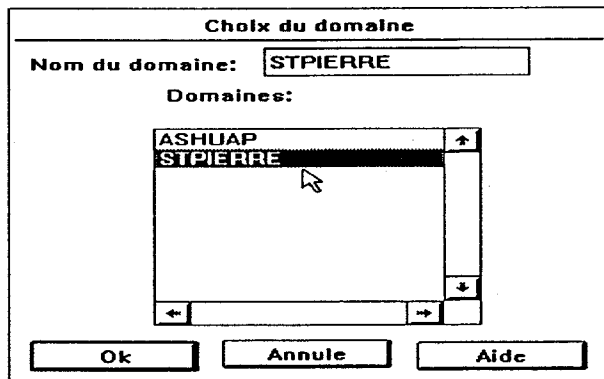 Choix du domaine
Nom du domaine: STPIERRE
Domaines:
ASHUAP
STPIERRE
Ok Annule Aide